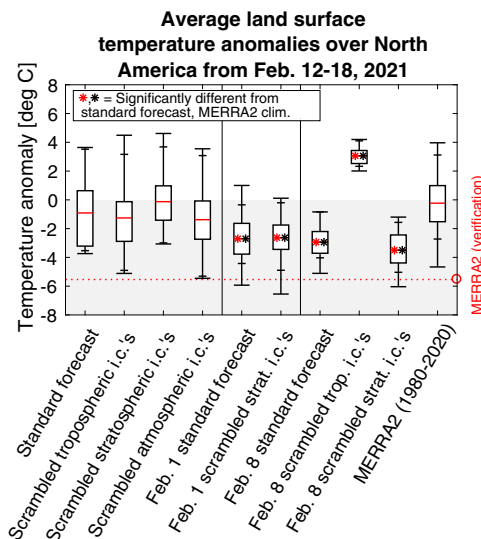 Average land surface
temperature anomalies over North
America from Feb. 12-18, 2021
Temperature anomaly [deg C]
8
6
4
2
0
-2
-4
-6
-8
*,* = Significantly different from
standard forecast, MERRA2 clim.
MERRA2 (verification)
Standard forecast
Scrambled tropospheric i.c.'s
Scrambled stratospheric i.c.'s
Scrambled atmospheric i.c.'s
Feb. 1 standard forecast
Feb. 1 scrambled strat. i.c.'s
Feb. 8 standard forecast
Feb. 8 scrambled trop. i.c.'s
Feb. 8 scrambled strat. i.c.'s
MERRA2 (1980-2020)